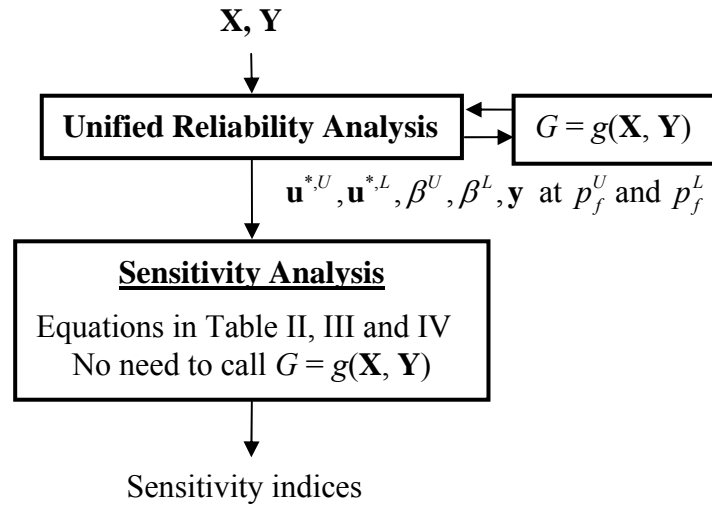 X, Y
Unified Reliability Analysis
G = g(X, Y)
u*,U, u*,L, βU, βL, y at pfU and pfL
Sensitivity Analysis
Equations in Table II, III and IV
No need to call G = g(X, Y)
Sensitivity indices